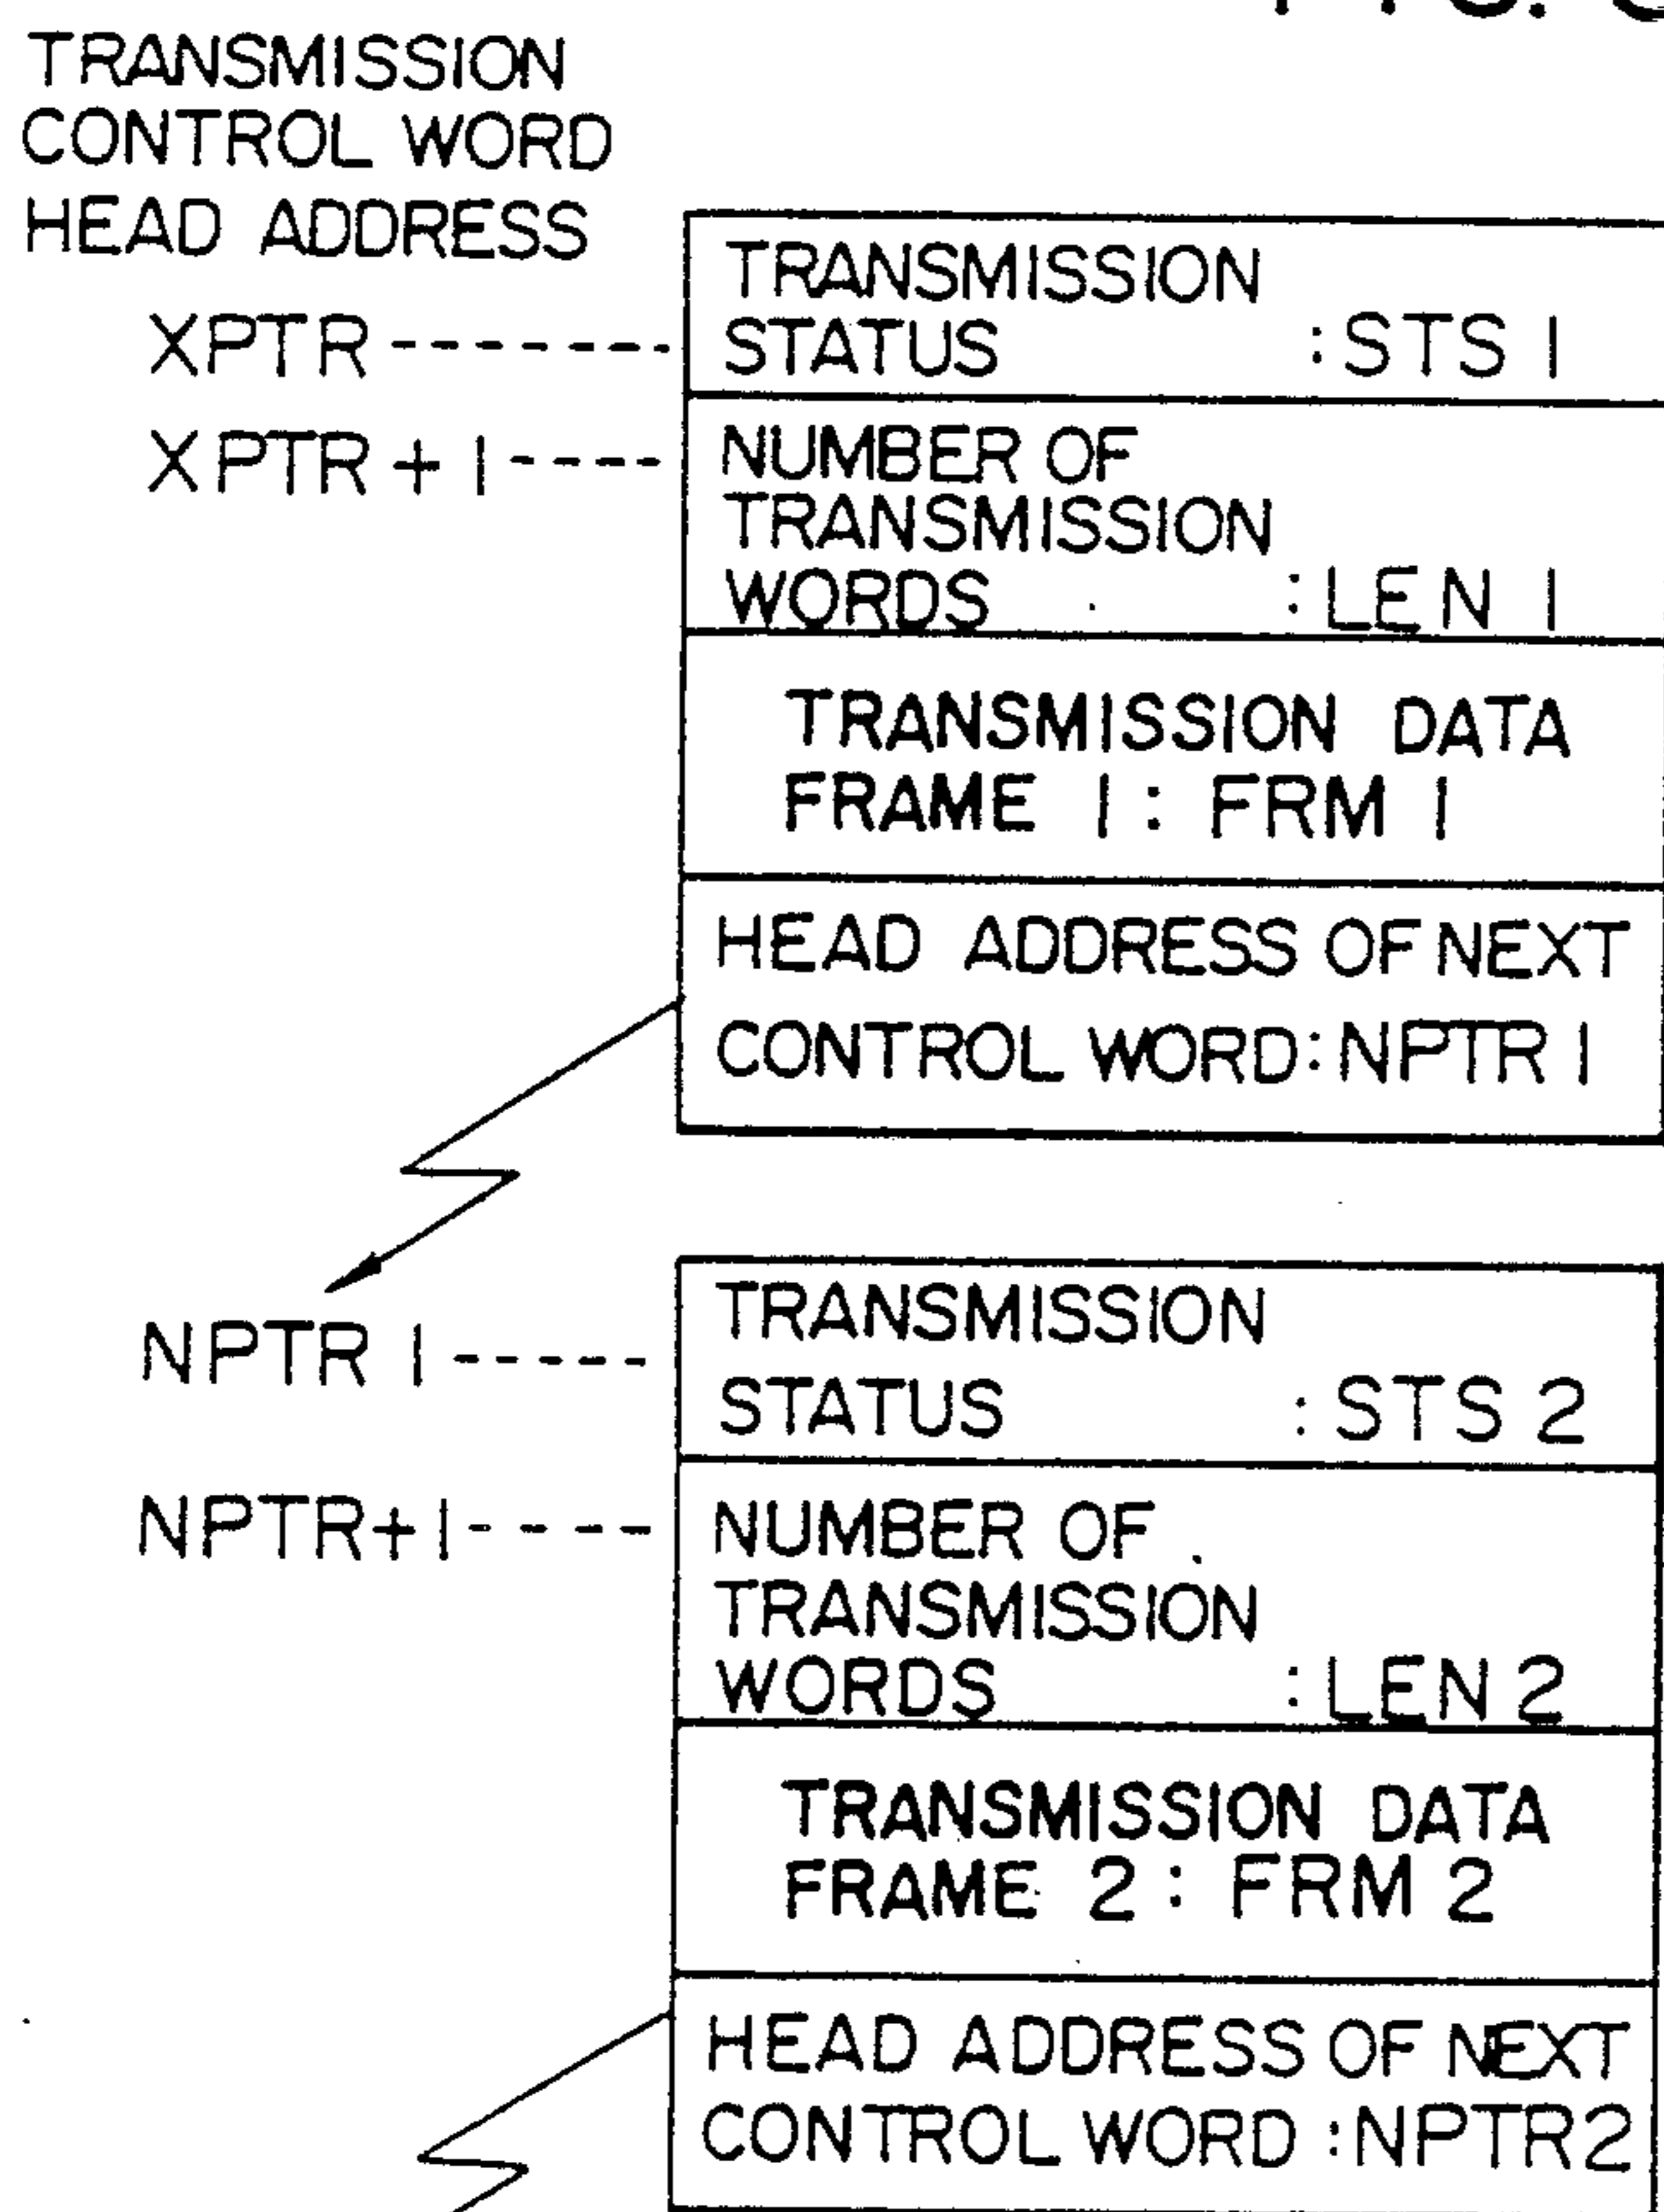 TRANSMISSION
CONTROL WORD
HEAD ADDRESS
XPTR
TRANSMISSION
STATUS :STS 1
XPTR+1
NUMBER OF
TRANSMISSION
WORDS :LEN 1
TRANSMISSION DATA
FRAME 1: FRM 1
HEAD ADDRESS OF NEXT
CONTROL WORD:NPTR 1
NPTR 1
TRANSMISSION
STATUS :STS 2
NPTR+1
NUMBER OF
TRANSMISSION
WORDS :LEN 2
TRANSMISSION DATA
FRAME 2: FRM 2
HEAD ADDRESS OF NEXT
CONTROL WORD :NPTR2